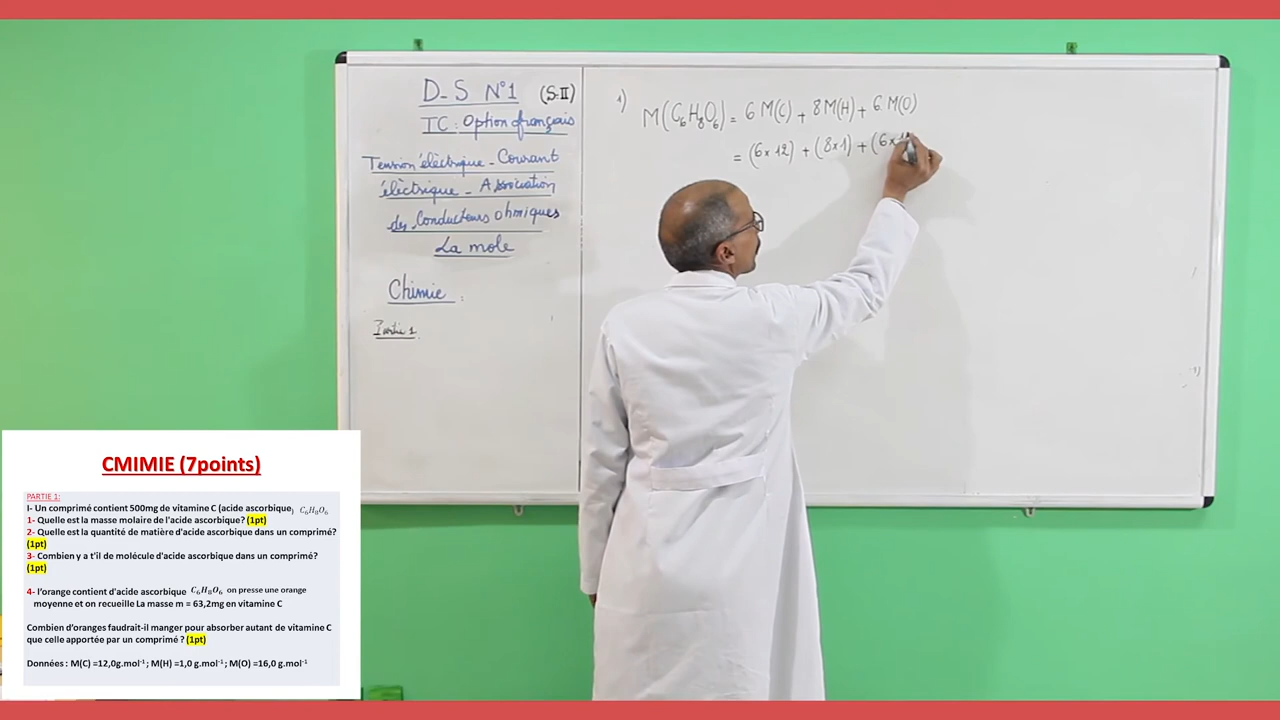 D-S N°1 (S.II)
TC: Option français
Tension électrique - Courant
électrique - Association
des Conducteurs ohmiques
La mole
Chimie :
Partie 1
1) M(C6H8O6) = 6 M(C) + 8 M(H) + 6 M(O)
= (6 x 12) + (8 x 1) + (6 x 1
CMIMIE (7points)
PARTIE 1:
I- Un comprimé contient 500mg de vitamine C (acide ascorbique) C6H8O6
1- Quelle est la masse molaire de l'acide ascorbique? (1pt)
2- Quelle est la quantité de matière d'acide ascorbique dans un comprimé?
(1pt)
3- Combien y a t'il de molécule d'acide ascorbique dans un comprimé?
(1pt)
4- l'orange contient d'acide ascorbique C6H8O6 on presse une orange
moyenne et on recueille La masse m = 63,2mg en vitamine C
Combien d'oranges faudrait-il manger pour absorber autant de vitamine C
que celle apportée par un comprimé ? (1pt)
Données : M(C) =12,0g.mol-1 ; M(H) =1,0 g.mol-1 ; M(O) =16,0 g.mol-1